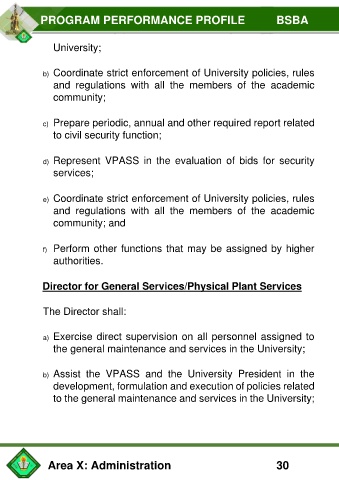 PROGRAM PERFORMANCE PROFILE BSBA
University;
b) Coordinate strict enforcement of University policies, rules
and regulations with all the members of the academic
community;
c) Prepare periodic, annual and other required report related
to civil security function;
d) Represent VPASS in the evaluation of bids for security
services;
e) Coordinate strict enforcement of University policies, rules
and regulations with all the members of the academic
community; and
f) Perform other functions that may be assigned by higher
authorities.
Director for General Services/Physical Plant Services
The Director shall:
a) Exercise direct supervision on all personnel assigned to
the general maintenance and services in the University;
b) Assist the VPASS and the University President in the
development, formulation and execution of policies related
to the general maintenance and services in the University;
Area X: Administration 30